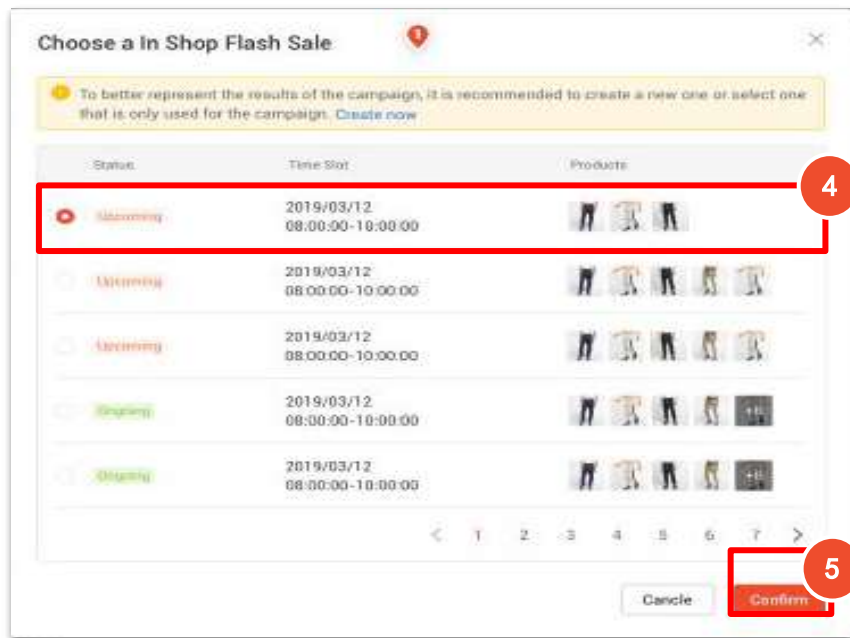 Choose a In Shop Flash Sale
1
To better represent the results of the campaign, it is recommended to create a new one or select one
that is only used for the campaign. Create now
Status Time Slot Products
4
Upcoming 2019/03/12
08:00:00-10:00:00
Upcoming 2019/03/12
08:00:00-10:00:00
Upcoming 2019/03/12
08:00:00-10:00:00
Ongoing 2019/03/12
08:00:00-10:00:00
Ongoing 2019/03/12
08:00:00-10:00:00
< 1 2 3 4 5 6 7 >
5
Cancle Confirm